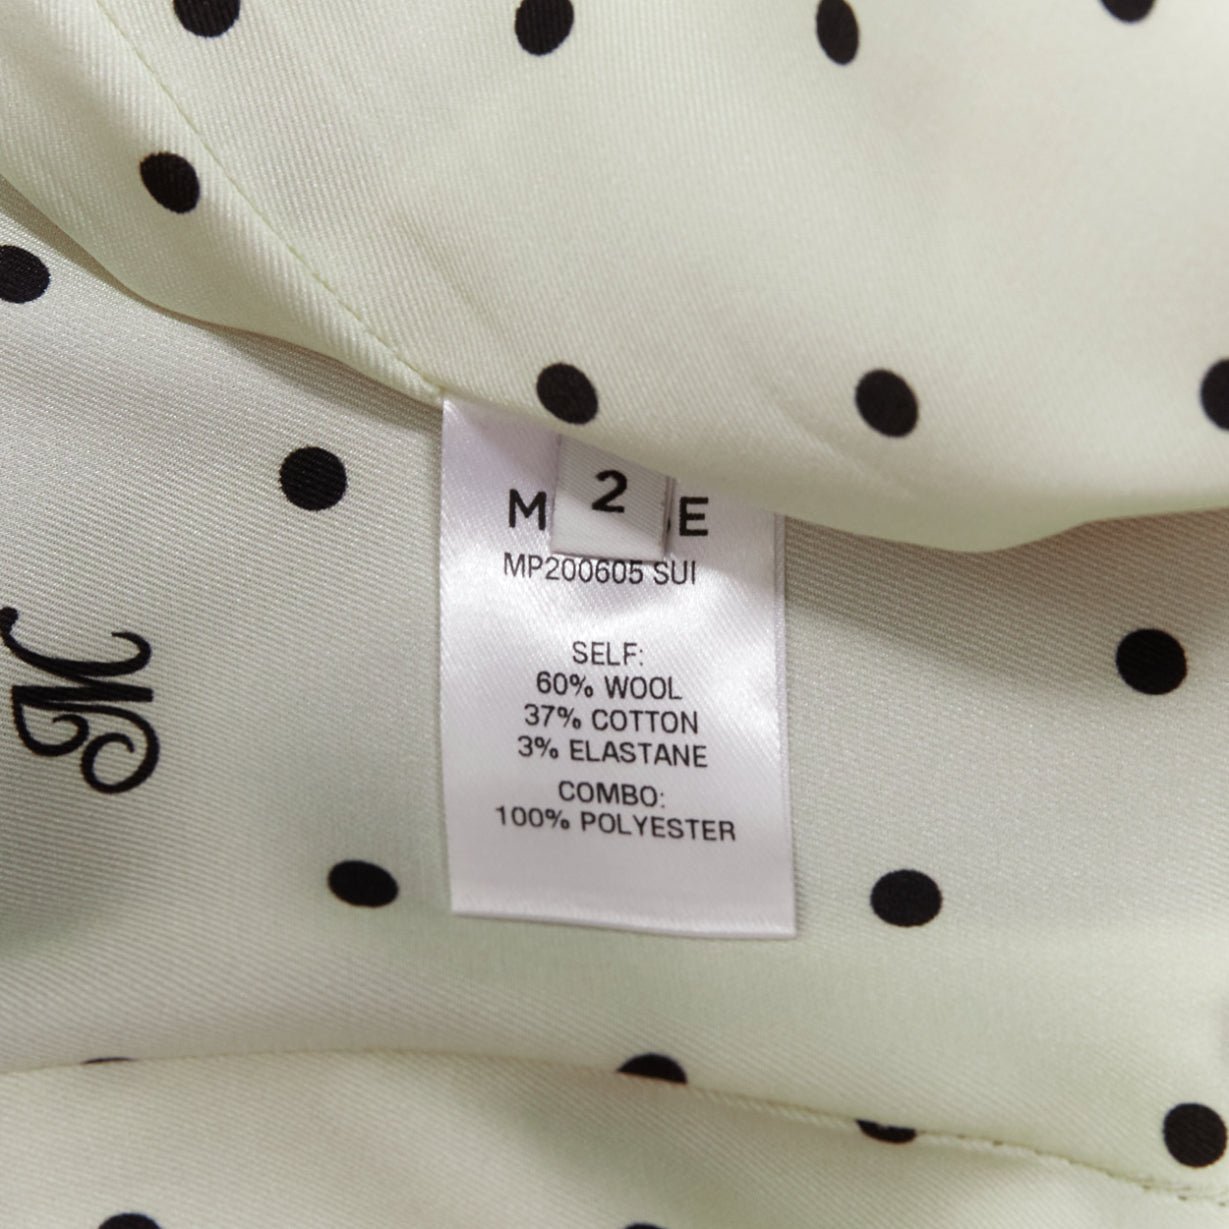 2
M E
MP200605 SUI
SELF:
60% WOOL
37% COTTON
3% ELASTANE
COMBO:
100% POLYESTER
M